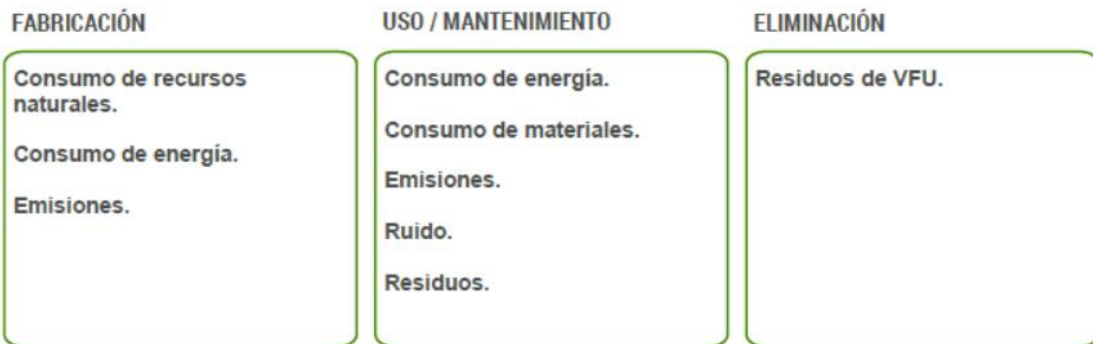 FABRICACIÓN
Consumo de recursos
naturales.
Consumo de energía.
Emisiones.
USO / MANTENIMIENTO
Consumo de energía.
Consumo de materiales.
Emisiones.
Ruido.
Residuos.
ELIMINACIÓN
Residuos de VFU.